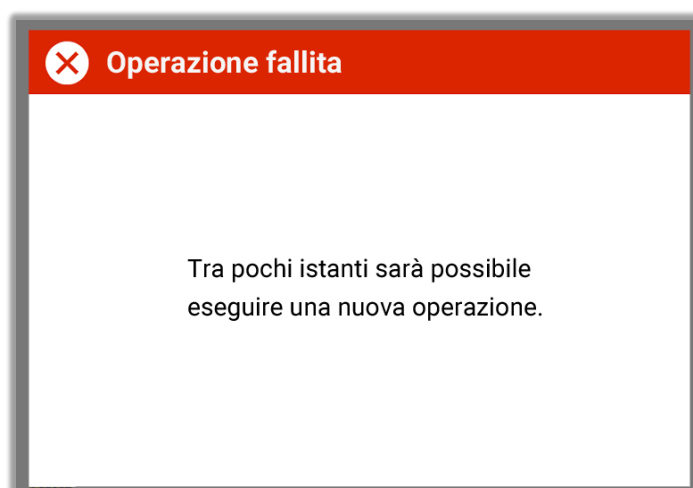 Operazione fallita
Tra pochi istanti sarà possibile
eseguire una nuova operazione.